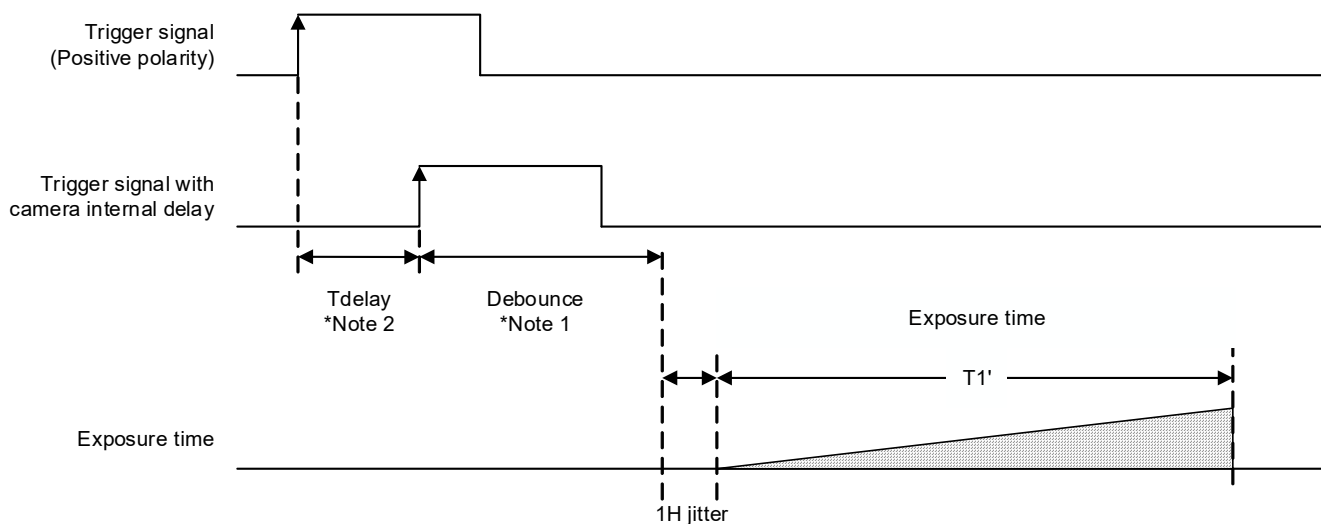 Trigger signal
(Positive polarity)
Trigger signal with
camera internal delay
Tdelay
*Note 2
Debounce
*Note 1
Exposure time
T1'
Exposure time
1H jitter